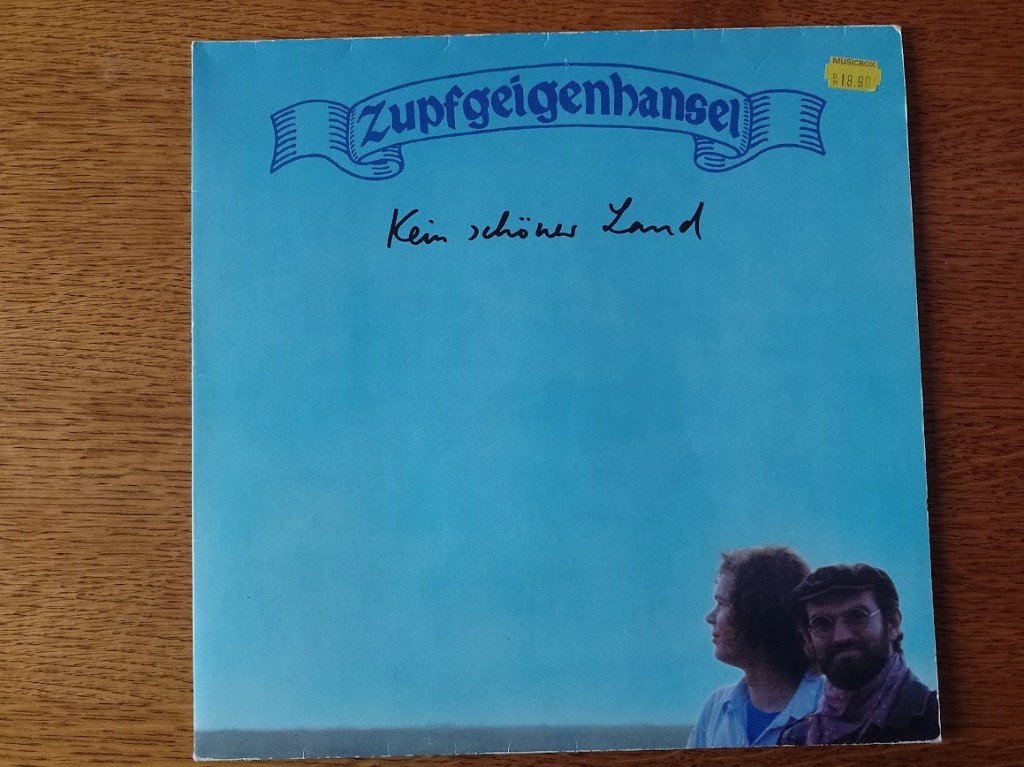 MUSICBOX
18.90
Zupfgeigenhansel
Kein schöner Land